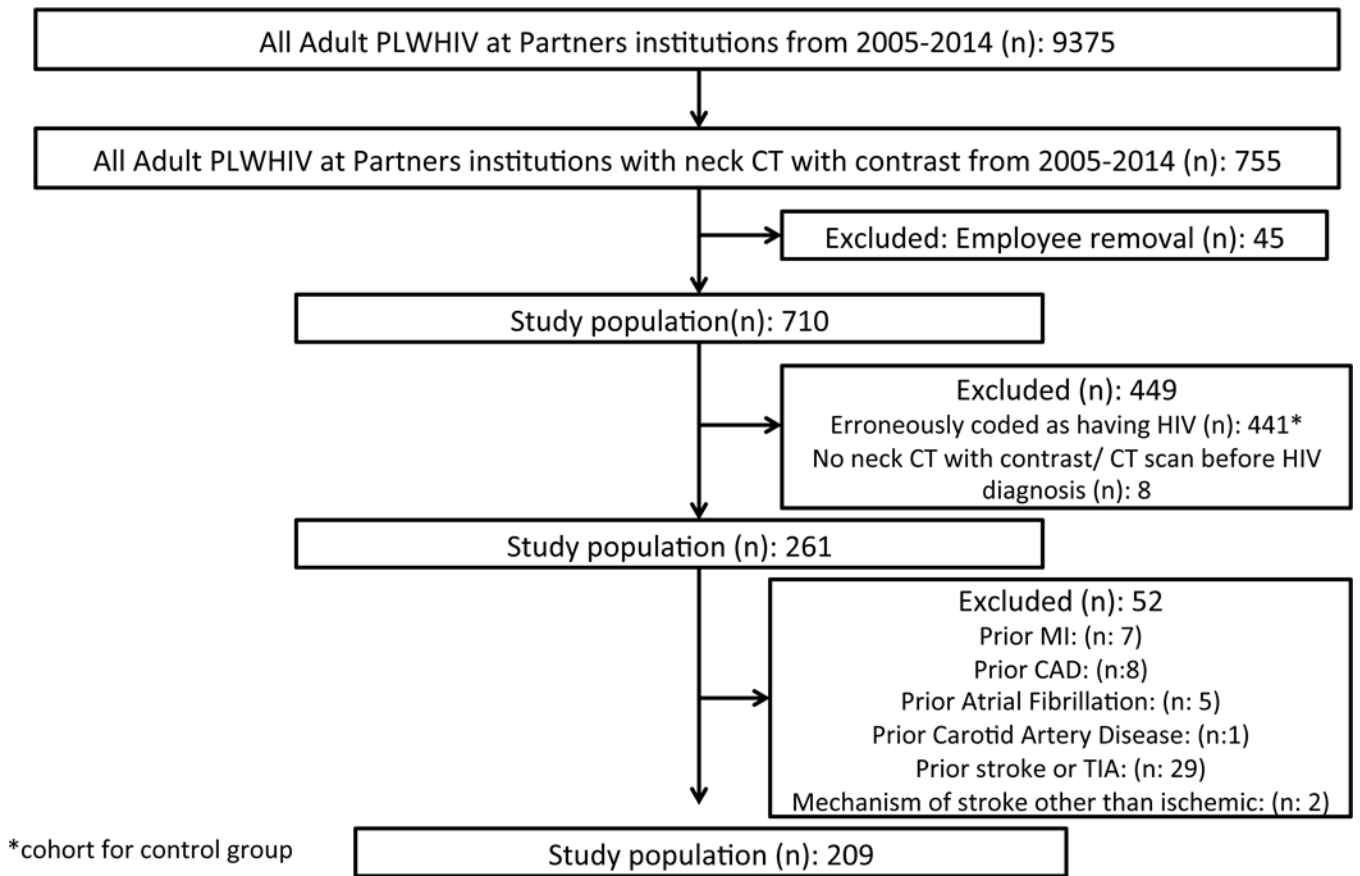 All Adult PLWHIV at Partners institutions from 2005-2014 (n): 9375
All Adult PLWHIV at Partners institutions with neck CT with contrast from 2005-2014 (n): 755
Excluded: Employee removal (n): 45
Study population(n): 710
Excluded (n): 449
Erroneously coded as having HIV (n): 441*
No neck CT with contrast/ CT scan before HIV
diagnosis (n): 8
Study population (n): 261
Excluded (n): 52
Prior MI: (n: 7)
Prior CAD: (n:8)
Prior Atrial Fibrillation: (n: 5)
Prior Carotid Artery Disease: (n:1)
Prior stroke or TIA: (n: 29)
Mechanism of stroke other than ischemic: (n: 2)
*cohort for control group
Study population (n): 209